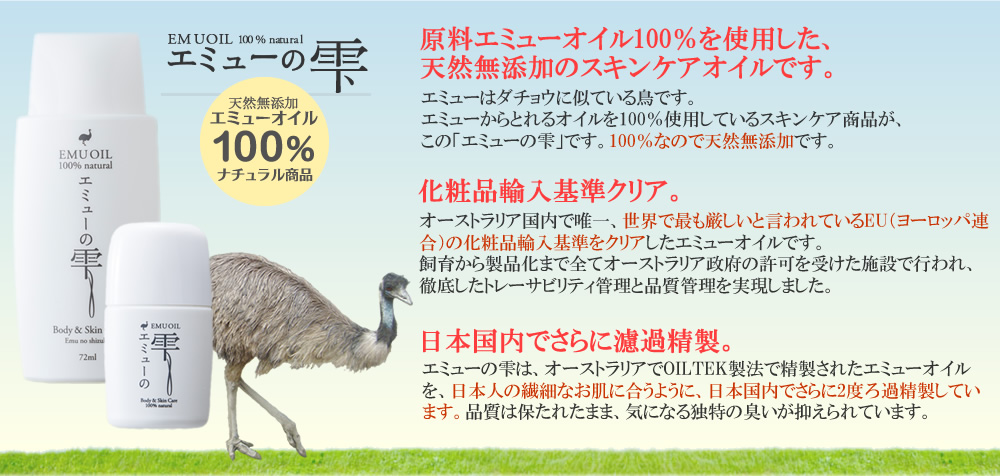 EMUOIL 100% natural
エミューの雫
天然無添加
エミューオイル
100%
ナチュラル商品
EMU OIL
100% natural
エミューの雫
Body & Skin
Emu no shizu
72ml
EMU OIL
エミューの雫
Body & Skin Care
100% natural
原料エミューオイル100％を使用した、
天然無添加のスキンケアオイルです。
エミューはダチョウに似ている鳥です。
エミューからとれるオイルを100％使用しているスキンケア商品が、
この「エミューの雫」です。100％なので天然無添加です。
化粧品輸入基準クリア。
オーストラリア国内で唯一、世界で最も厳しいと言われているEU（ヨーロッパ連
合）の化粧品輸入基準をクリアしたエミューオイルです。
飼育から製品化まで全てオーストラリア政府の許可を受けた施設で行われ、
徹底したトレーサビリティ管理と品質管理を実現しました。
日本国内でさらに濾過精製。
エミューの雫は、オーストラリアでOILTEK製法で精製されたエミューオイル
を、日本人の繊細なお肌に合うように、日本国内でさらに2度ろ過精製してい
ます。品質は保たれたまま、気になる独特の臭いが抑えられています。